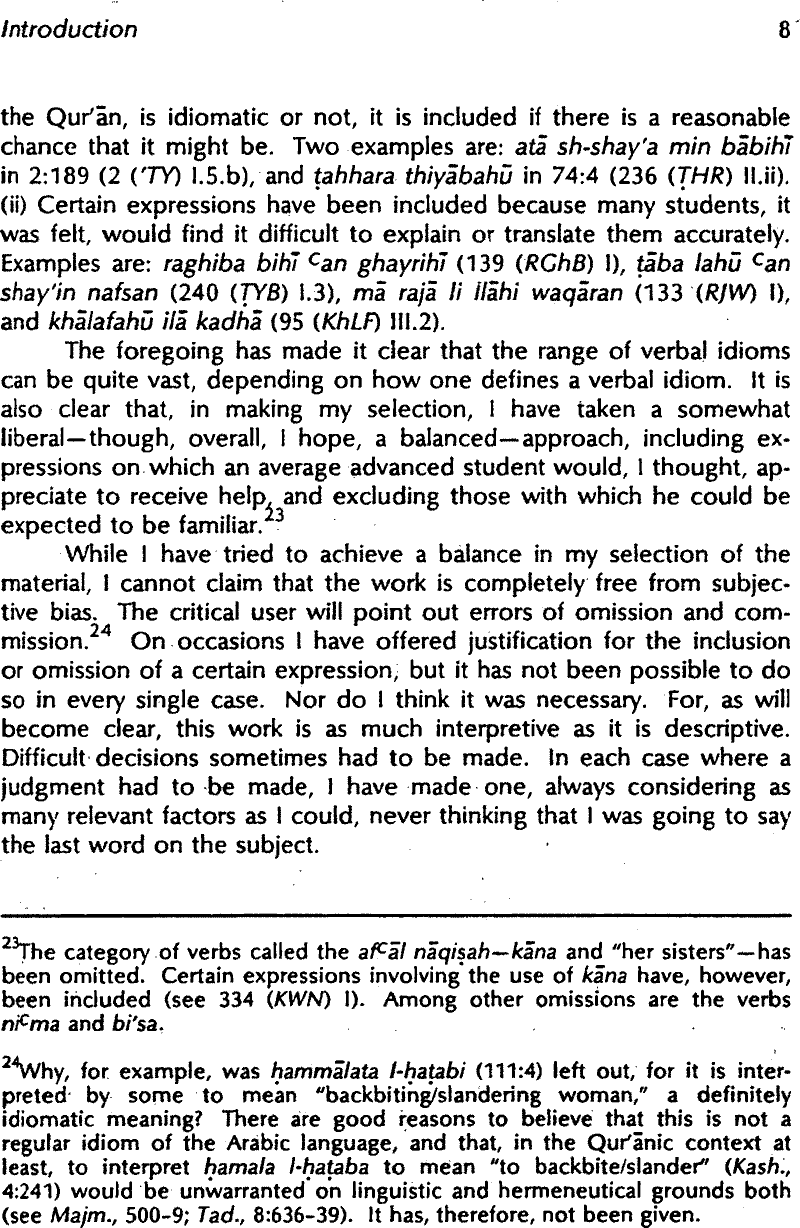 Introduction 8
the Qur'ān, is idiomatic or not, it is included if there is a reasonable
chance that it might be. Two examples are: atā sh-shay'a min bābihī
in 2:189 (2 ('TY) I.5.b), and ṭahhara thiyābahū in 74:4 (236 (ṬHR) II.ii).
(ii) Certain expressions have been included because many students, it
was felt, would find it difficult to explain or translate them accurately.
Examples are: raghiba bihī ᶜan ghayrihī (139 (RGhB) I), ṭāba lahū ᶜan
shay'in nafsan (240 (ṬYB) I.3), mā rajā li llāhi waqāran (133 (RJW) I),
and khālafahū ilā kadhā (95 (KhLF) III.2).
The foregoing has made it clear that the range of verbal idioms
can be quite vast, depending on how one defines a verbal idiom. It is
also clear that, in making my selection, I have taken a somewhat
liberal—though, overall, I hope, a balanced—approach, including ex-
pressions on which an average advanced student would, I thought, ap-
preciate to receive help, and excluding those with which he could be
expected to be familiar.²³
While I have tried to achieve a balance in my selection of the
material, I cannot claim that the work is completely free from subjec-
tive bias. The critical user will point out errors of omission and com-
mission.²⁴ On occasions I have offered justification for the inclusion
or omission of a certain expression, but it has not been possible to do
so in every single case. Nor do I think it was necessary. For, as will
become clear, this work is as much interpretive as it is descriptive.
Difficult decisions sometimes had to be made. In each case where a
judgment had to be made, I have made one, always considering as
many relevant factors as I could, never thinking that I was going to say
the last word on the subject.
²³The category of verbs called the afᶜāl nāqiṣah—kāna and "her sisters"—has
been omitted. Certain expressions involving the use of kāna have, however,
been included (see 334 (KWN) I). Among other omissions are the verbs
niᶜma and bi'sa.
²⁴Why, for example, was ḥammālata l-ḥaṭabi (111:4) left out, for it is inter-
preted by some to mean "backbiting/slandering woman," a definitely
idiomatic meaning? There are good reasons to believe that this is not a
regular idiom of the Arabic language, and that, in the Qur'ānic context at
least, to interpret ḥamala l-ḥaṭaba to mean "to backbite/slander" (Kash.,
4:241) would be unwarranted on linguistic and hermeneutical grounds both
(see Majm., 500-9; Tad., 8:636-39). It has, therefore, not been given.